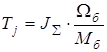 T_j = J_Σ · Ω_б / M_б